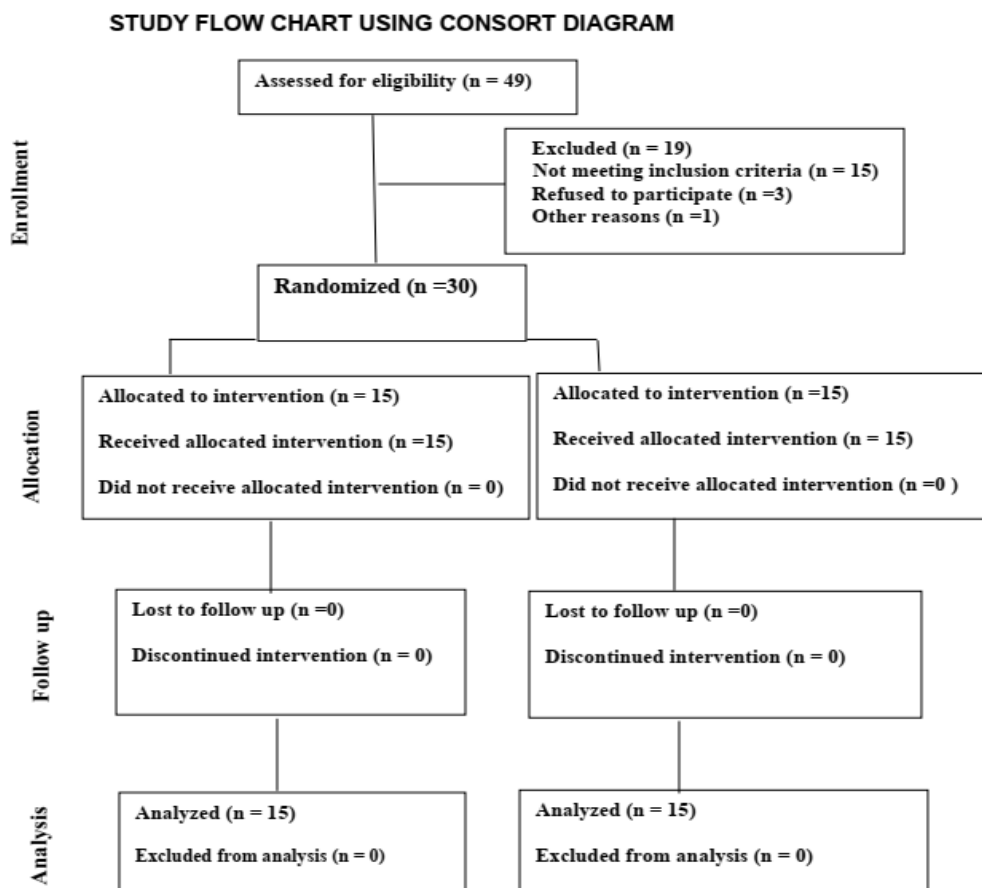 STUDY FLOW CHART USING CONSORT DIAGRAM
Assessed for eligibility (n = 49)
Enrollment
Excluded (n = 19)
Not meeting inclusion criteria (n = 15)
Refused to participate (n =3)
Other reasons (n =1)
Randomized (n =30)
Allocation
Allocated to intervention (n = 15)
Received allocated intervention (n =15)
Did not receive allocated intervention (n = 0)
Allocated to intervention (n =15)
Received allocated intervention (n = 15)
Did not receive allocated intervention (n =0 )
Follow up
Lost to follow up (n =0)
Discontinued intervention (n = 0)
Lost to follow up (n =0)
Discontinued intervention (n = 0)
Analysis
Analyzed (n = 15)
Excluded from analysis (n = 0)
Analyzed (n = 15)
Excluded from analysis (n = 0)